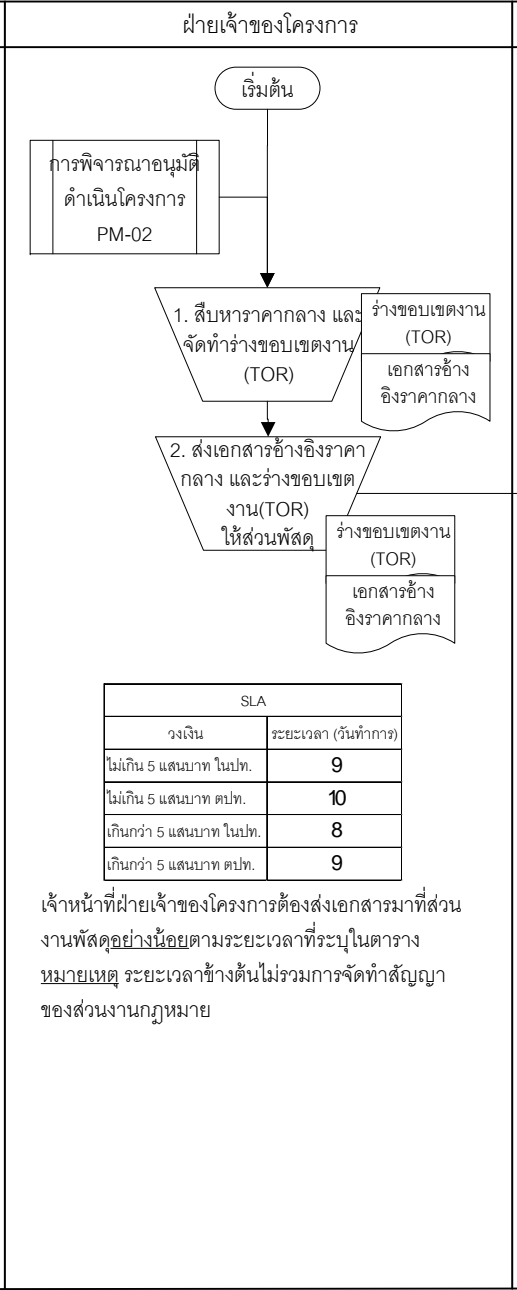 ฝ่ายเจ้าของโครงการ
เริ่มต้น
การพิจารณาอนุมัติ
ดำเนินโครงการ
PM-02
1. สืบหาราคากลาง และ
จัดทำร่างขอบเขตงาน
(TOR)
ร่างขอบเขตงาน
(TOR)
เอกสารอ้าง
อิงราคากลาง
2. ส่งเอกสารอ้างอิงราคา
กลาง และร่างขอบเขต
งาน(TOR)
ให้ส่วนพัสดุ
ร่างขอบเขตงาน
(TOR)
เอกสารอ้าง
อิงราคากลาง
SLA
วงเงิน ระยะเวลา (วันทำการ)
ไม่เกิน 5 แสนบาท ในปท. 9
ไม่เกิน 5 แสนบาท ตปท. 10
เกินกว่า 5 แสนบาท ในปท. 8
เกินกว่า 5 แสนบาท ตปท. 9
เจ้าหน้าที่ฝ่ายเจ้าของโครงการต้องส่งเอกสารมาที่ส่วน
งานพัสดุอย่างน้อยตามระยะเวลาที่ระบุในตาราง
หมายเหตุ ระยะเวลาข้างต้นไม่รวมการจัดทำสัญญา
ของส่วนงานกฎหมาย